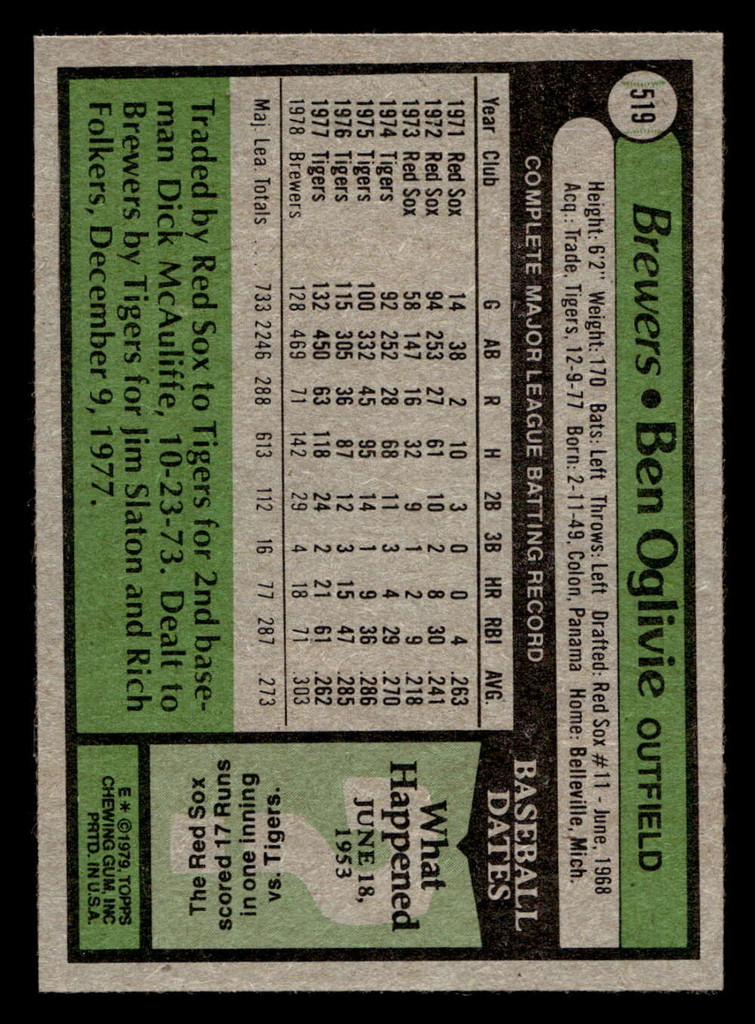 519
Brewers • Ben Oglivie OUTFIELD
Height: 6'2" Weight: 170 Bats: Left Throws: Left Drafted: Red Sox #11 - June, 1968
Acq.: Trade, Tigers, 12-9-77 Born: 2-11-49, Colon, Panama Home: Belleville, Mich.
COMPLETE MAJOR LEAGUE BATTING RECORD
Year Club G AB R H 2B 3B HR RBI AVG.
1971 Red Sox 14 38 2 10 3 0 0 4 .263
1972 Red Sox 94 253 27 61 10 2 8 30 .241
1973 Red Sox 58 147 16 32 9 1 2 9 .218
1974 Tigers 92 252 28 68 11 3 4 29 .270
1975 Tigers 100 332 45 95 14 1 9 36 .286
1976 Tigers 115 305 36 87 12 3 15 47 .285
1977 Tigers 132 450 63 118 24 2 21 61 .262
1978 Brewers 128 469 71 142 29 4 18 71 .303
Maj. Lea. Totals .... 733 2246 288 613 112 16 77 287 .273
Traded by Red Sox to Tigers for 2nd base-
man Dick McAuliffe, 10-23-73. Dealt to
Brewers by Tigers for Jim Slaton and Rich
Folkers, December 9, 1977.
BASEBALL
DATES
What
Happened
JUNE 18,
1953
The Red Sox
scored 17 Runs
in one inning
vs. Tigers.
E * ©1979, TOPPS
CHEWING GUM, INC
PRTD. IN U.S.A.